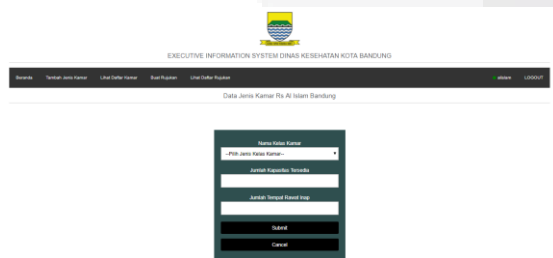 EXECUTIVE INFORMATION SYSTEM DINAS KESEHATAN KOTA BANDUNG
Beranda Tambah Jenis Kamar Lihat Daftar Kamar Buat Rujukan Lihat Daftar Rujukan alislam LOGOUT
Data Jenis Kamar Rs Al Islam Bandung
Nama Kelas Kamar
--Pilih Jenis Kelas Kamar--
Jumlah Kapasitas Tersedia
Jumlah Tempat Rawat Inap
Submit
Cancel